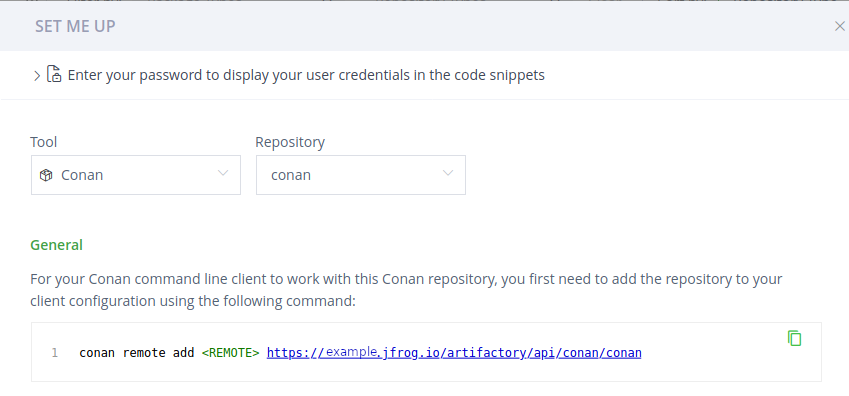 SET ME UP
Enter your password to display your user credentials in the code snippets
Tool
Repository
Conan
conan
General
For your Conan command line client to work with this Conan repository, you first need to add the repository to your
client configuration using the following command:
1 conan remote add <REMOTE> https://example.jfrog.io/artifactory/api/conan/conan